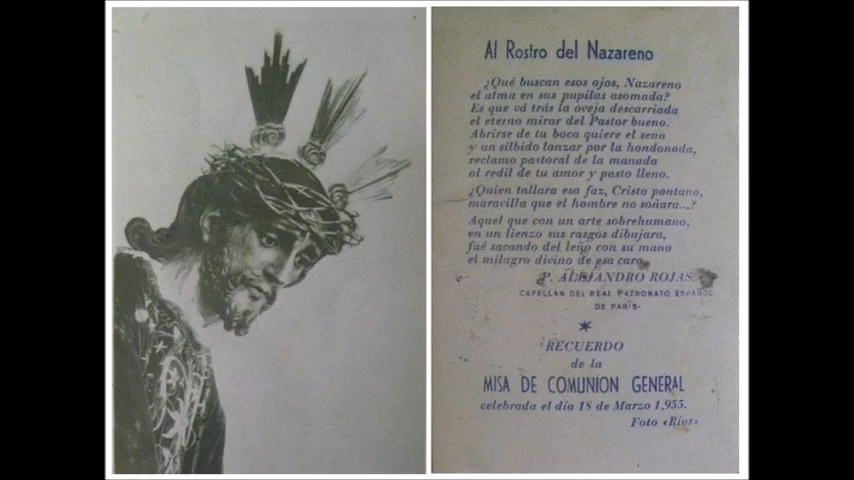 Al Rostro del Nazareno
¿Qué buscan esos ojos, Nazareno
el alma en sus pupilas asomada?
Es que vá trás la oveja descarriada
el eterno mirar del Pastor bueno.
Abrirse de tu boca quiere el seno
y un silbido lanzar por la hondonada,
reclamo pastoral de la manada
al redil de tu amor y pasto lleno.
¿Quien tallara esa faz, Cristo pontano,
maravilla que el hombre no soñara...?
Aquel que con un arte sobrehumano,
en un lienzo sus rasgos dibujara,
fué sacando del leño con su mano
el milagro divino de esa cara.
P. ALEJANDRO ROJAS.
CAPELLAN DEL REAL PATRONATO ESPAÑOL
DE PARIS-
RECUERDO
de la
MISA DE COMUNION GENERAL
celebrada el día 18 de Marzo 1.955.
Foto «Ríos»